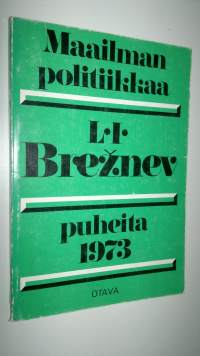 Maailman
politiikkaa
L·I·
Brežnev
puheita
1973
OTAVA